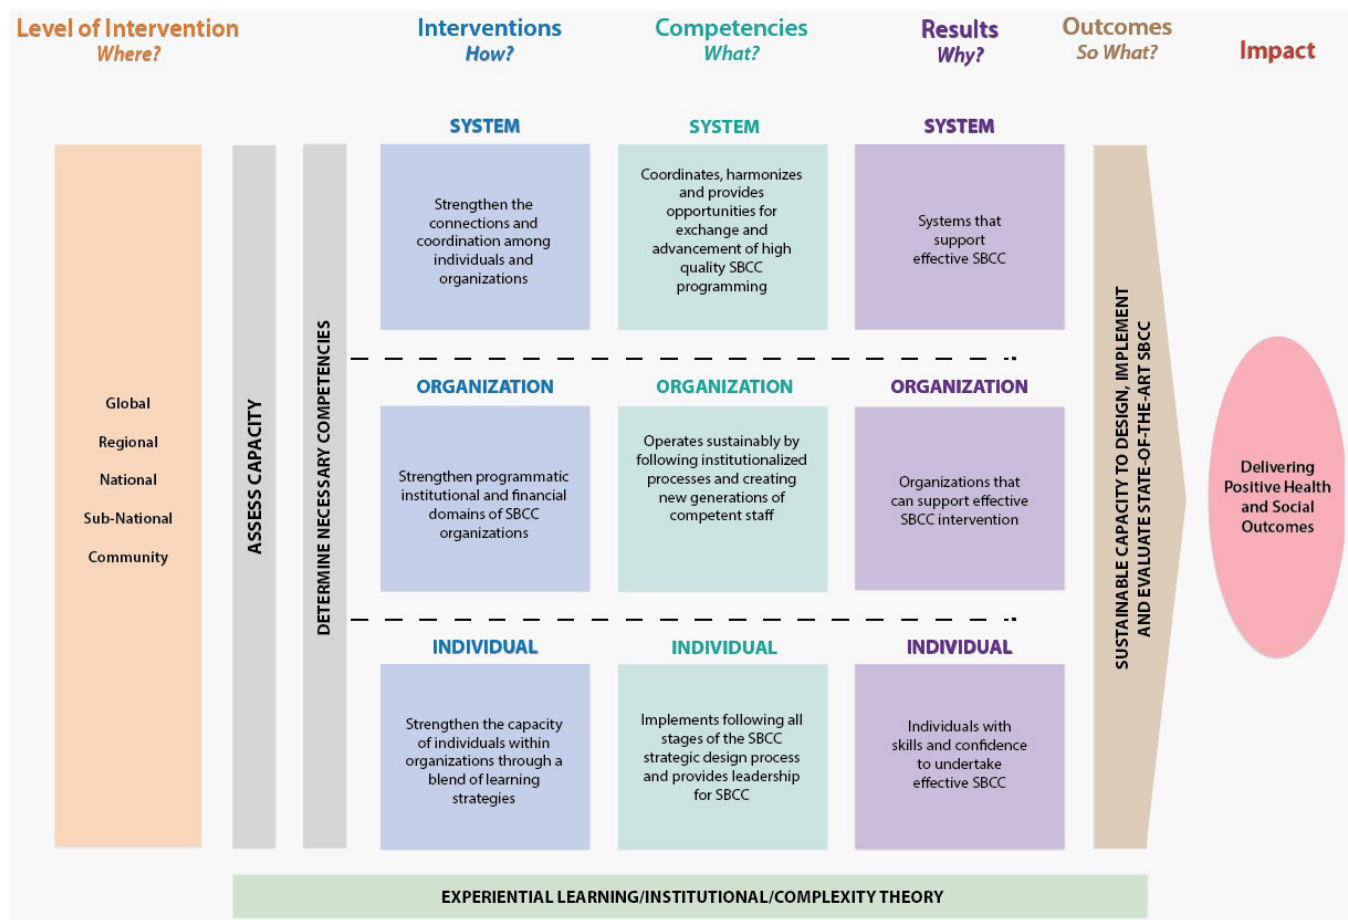 Level of Intervention
Where?
Interventions
How?
Competencies
What?
Results
Why?
Outcomes
So What?
Impact
Global
Regional
National
Sub-National
Community
ASSESS CAPACITY
DETERMINE NECESSARY COMPETENCIES
SYSTEM
Strengthen the
connections and
coordination among
individuals and
organizations
SYSTEM
Coordinates, harmonizes
and provides
opportunities for
exchange and
advancement of high
quality SBCC
programming
SYSTEM
Systems that
support
effective SBCC
ORGANIZATION
Strengthen programmatic
institutional and financial
domains of SBCC
organizations
ORGANIZATION
Operates sustainably by
following institutionalized
processes and creating
new generations of
competent staff
ORGANIZATION
Organizations that
can support effective
SBCC intervention
INDIVIDUAL
Strengthen the capacity
of individuals within
organizations through a
blend of learning
strategies
INDIVIDUAL
Implements following all
stages of the SBCC
strategic design process
and provides leadership
for SBCC
INDIVIDUAL
Individuals with
skills and confidence
to undertake
effective SBCC
SUSTAINABLE CAPACITY TO DESIGN, IMPLEMENT
AND EVALUATE STATE-OF-THE-ART SBCC
Delivering
Positive Health
and Social
Outcomes
EXPERIENTIAL LEARNING/INSTITUTIONAL/COMPLEXITY THEORY